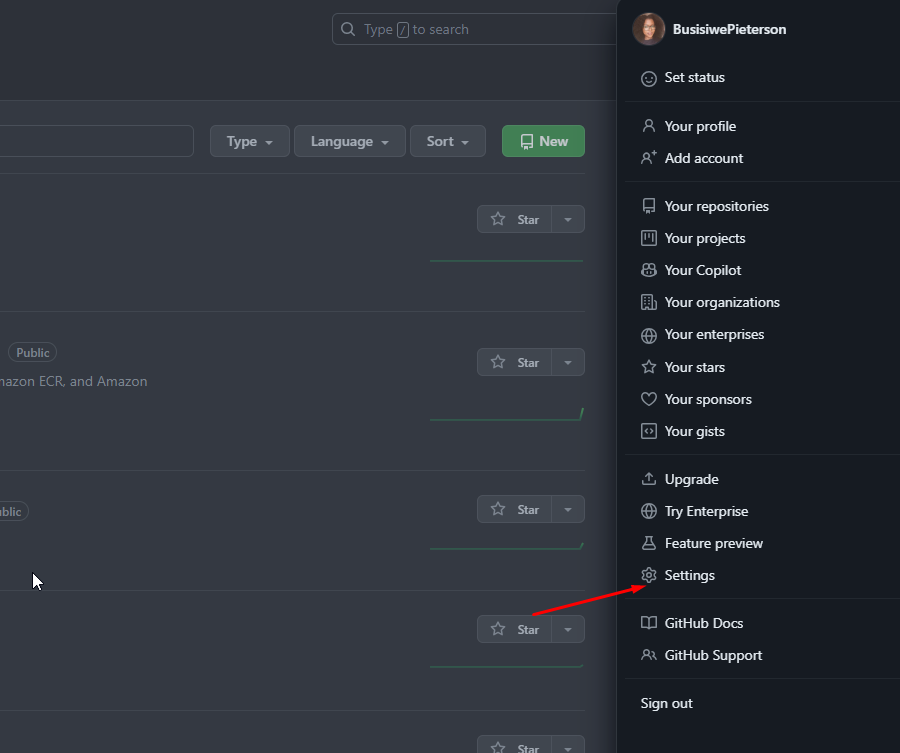 Type / to search
BusisiwePieterson
Set status
Your profile
Add account
Your repositories
Your projects
Your Copilot
Your organizations
Your enterprises
Your stars
Your sponsors
Your gists
Upgrade
Try Enterprise
Feature preview
Settings
GitHub Docs
GitHub Support
Sign out
Type Language Sort New
Star
Public
Star
mazon ECR, and Amazon
ublic
Star
Star
Star